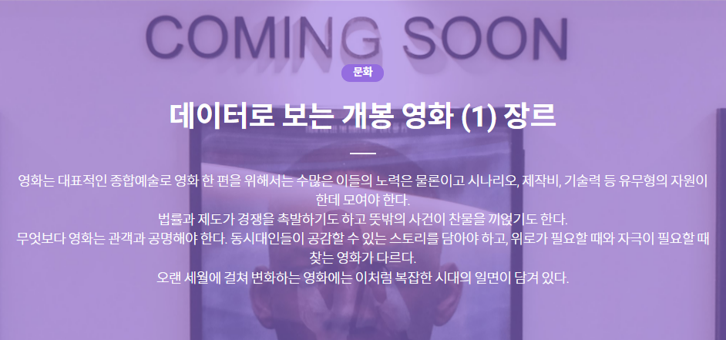 COMING SOON
문화
데이터로 보는 개봉 영화 (1) 장르
영화는 대표적인 종합예술로 영화 한 편을 위해서는 수많은 이들의 노력은 물론이고 시나리오, 제작비, 기술력 등 유무형의 자원이
한데 모여야 한다.
법률과 제도가 경쟁을 촉발하기도 하고 뜻밖의 사건이 찬물을 끼얹기도 한다.
무엇보다 영화는 관객과 공명해야 한다. 동시대인들이 공감할 수 있는 스토리를 담아야 하고, 위로가 필요할 때와 자극이 필요할 때
찾는 영화가 다르다.
오랜 세월에 걸쳐 변화하는 영화에는 이처럼 복잡한 시대의 일면이 담겨 있다.